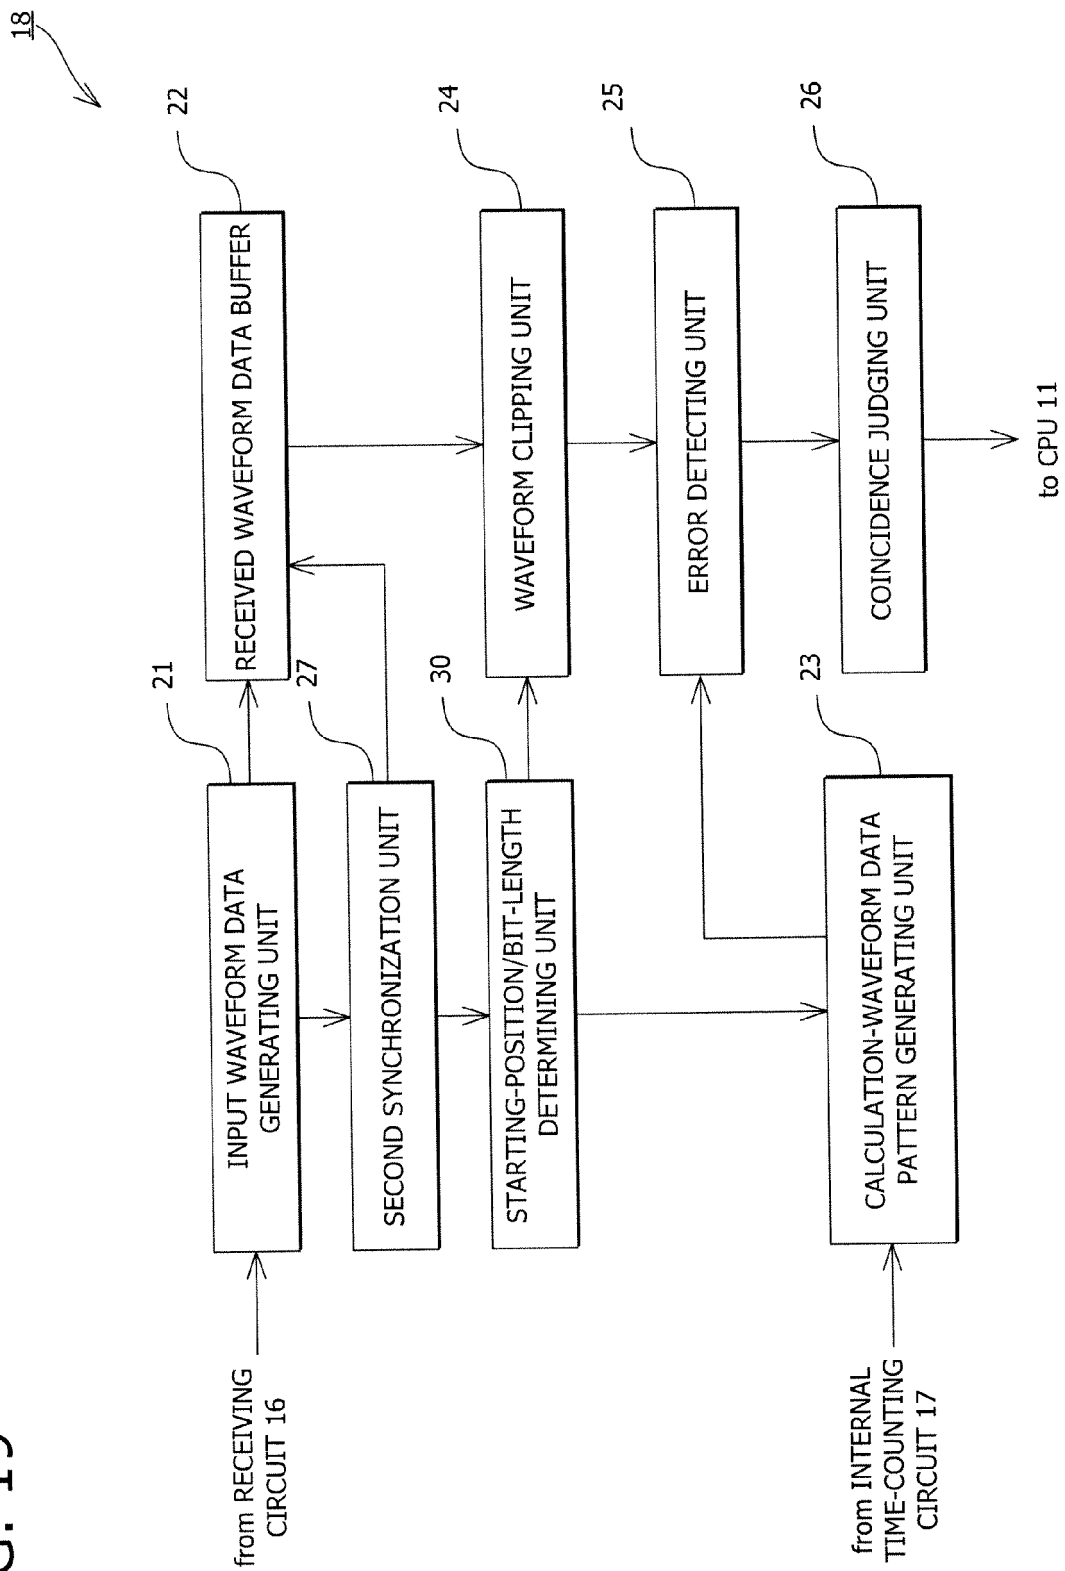 18
22
RECEIVED WAVEFORM DATA BUFFER
24
WAVEFORM CLIPPING UNIT
25
ERROR DETECTING UNIT
26
COINCIDENCE JUDGING UNIT
to CPU 11
21
INPUT WAVEFORM DATA
GENERATING UNIT
27
SECOND SYNCHRONIZATION UNIT
30
STARTING-POSITION/BIT-LENGTH
DETERMINING UNIT
23
CALCULATION-WAVEFORM DATA
PATTERN GENERATING UNIT
from RECEIVING
CIRCUIT 16
from INTERNAL
TIME-COUNTING
CIRCUIT 17